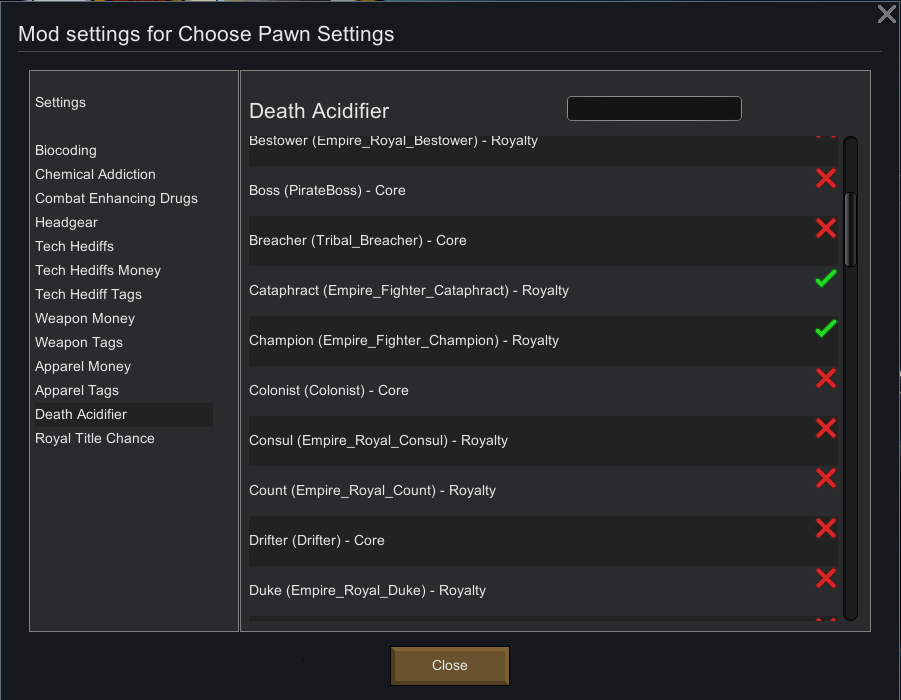 Mod settings for Choose Pawn Settings
Settings
Biocoding
Chemical Addiction
Combat Enhancing Drugs
Headgear
Tech Hediffs
Tech Hediffs Money
Tech Hediff Tags
Weapon Money
Weapon Tags
Apparel Money
Apparel Tags
Death Acidifier
Royal Title Chance
Death Acidifier
Bestower (Empire_Royal_Bestower) - Royalty
Boss (PirateBoss) - Core
Breacher (Tribal_Breacher) - Core
Cataphract (Empire_Fighter_Cataphract) - Royalty
Champion (Empire_Fighter_Champion) - Royalty
Colonist (Colonist) - Core
Consul (Empire_Royal_Consul) - Royalty
Count (Empire_Royal_Count) - Royalty
Drifter (Drifter) - Core
Duke (Empire_Royal_Duke) - Royalty
Close